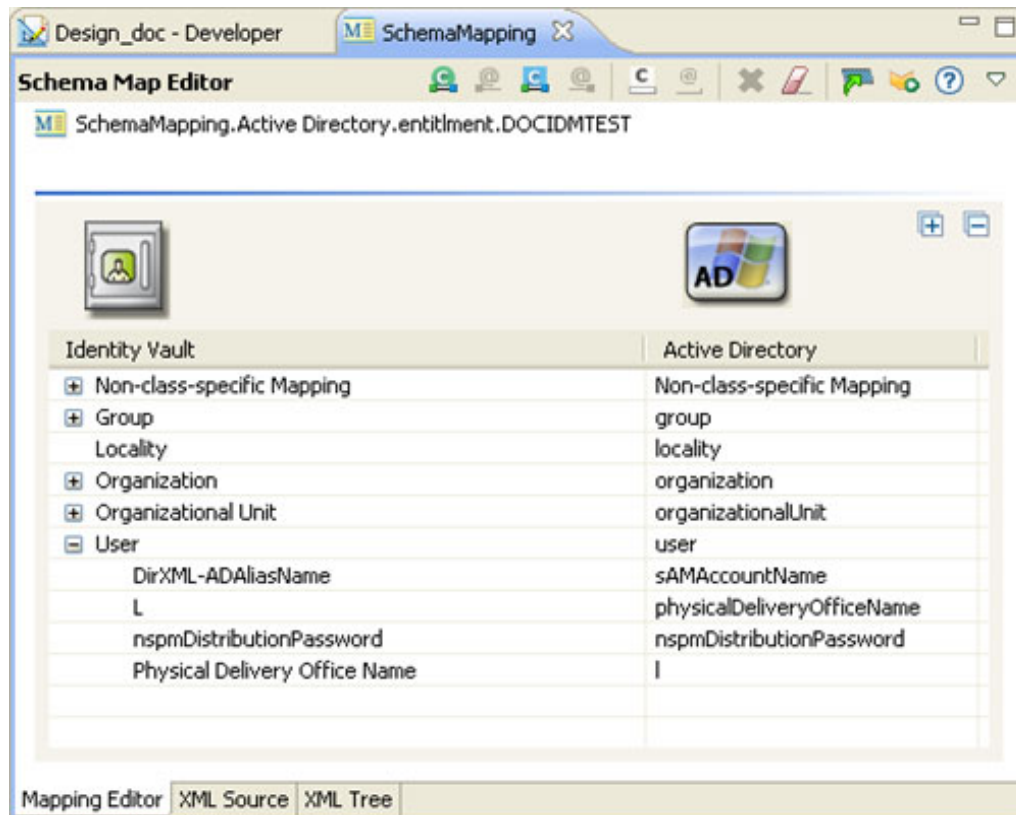 Design_doc - Developer
SchemaMapping
Schema Map Editor
SchemaMapping.Active Directory.entitlment.DOCIDMTEST
AD
Identity Vault Active Directory
Non-class-specific Mapping Non-class-specific Mapping
Group group
Locality locality
Organization organization
Organizational Unit organizationalUnit
User user
DirXML-ADAliasName sAMAccountName
L physicalDeliveryOfficeName
nspmDistributionPassword nspmDistributionPassword
Physical Delivery Office Name l
Mapping Editor XML Source XML Tree